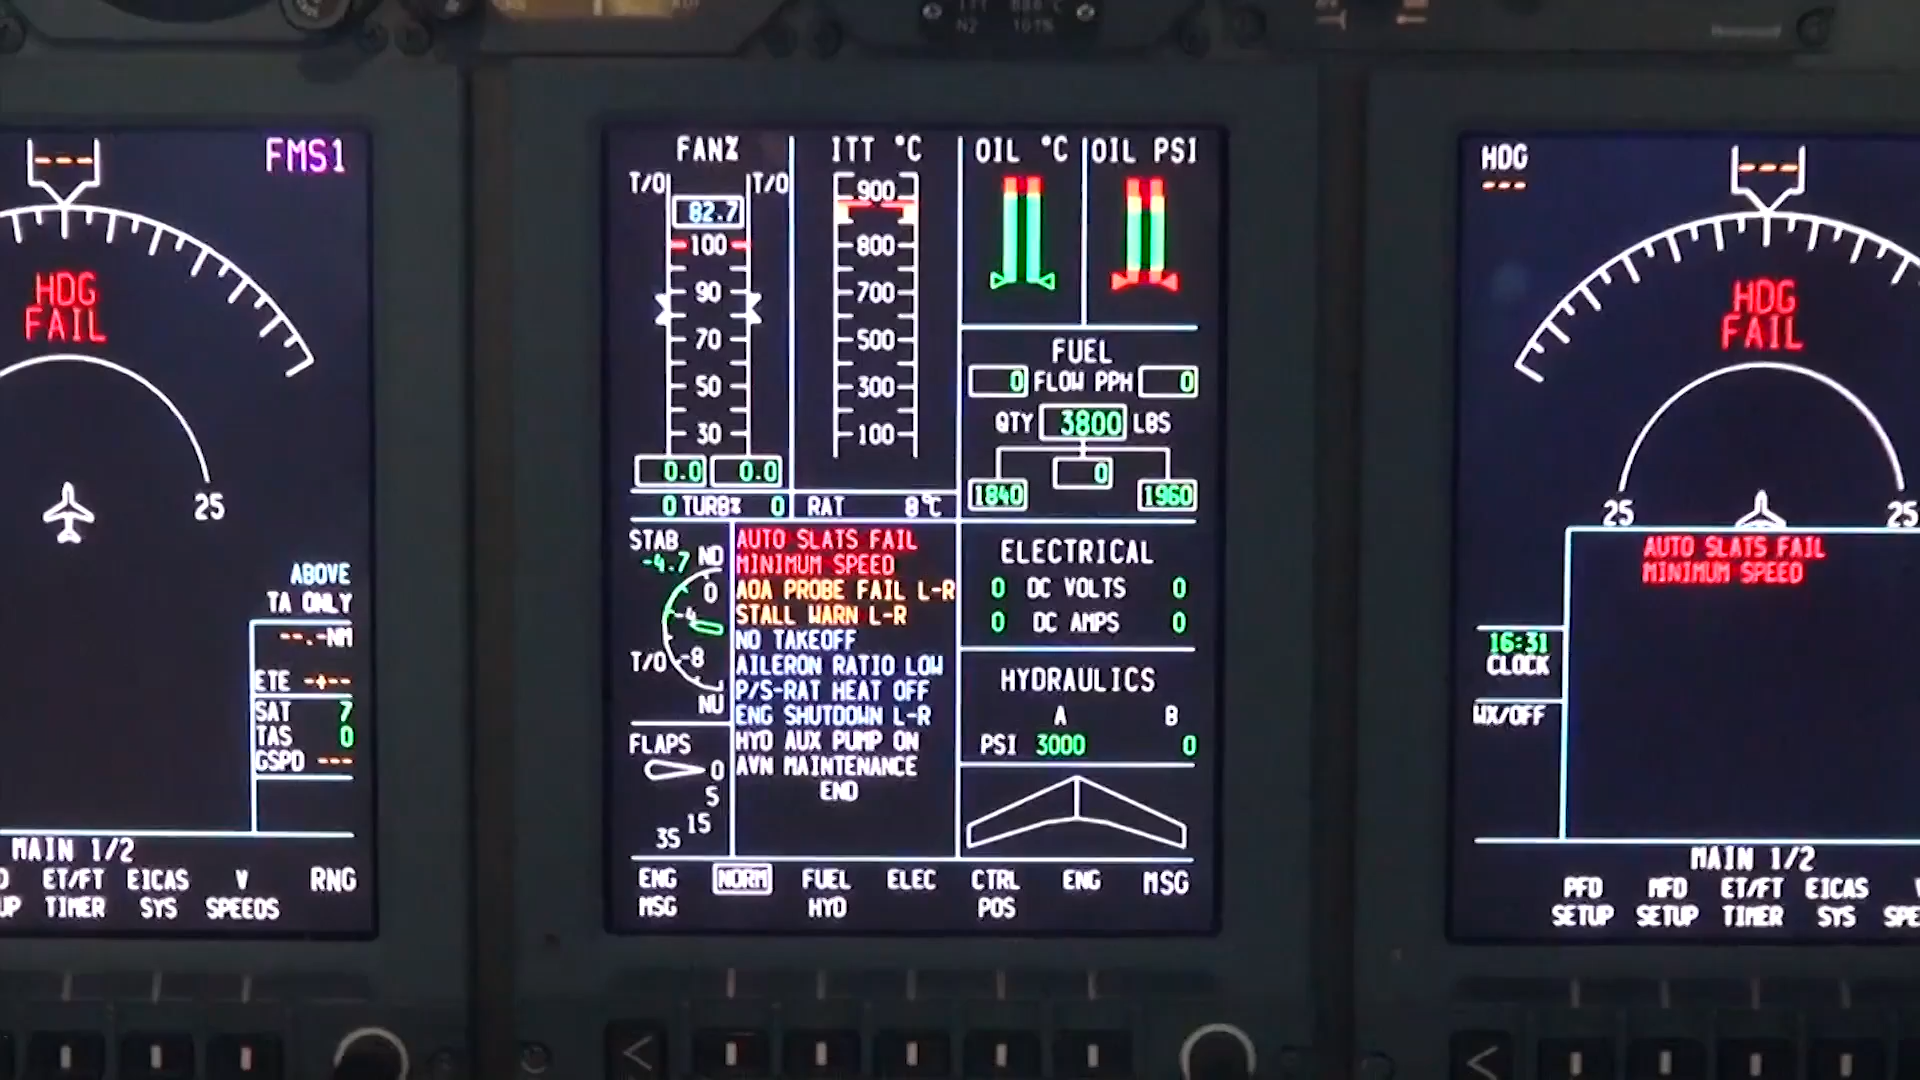 ITT 888°C
N2 101%
FMS1
---
HDG
FAIL
25
ABOVE
TA ONLY
--.-NM
ETE --+--
SAT 7
TAS 0
GSPD ---
MAIN 1/2
ET/FT
TIMER
EICAS
SYS
V
SPEEDS
RNG
FAN%
T/O T/O
82.7
100
90
70
50
30
0.0 0.0
0 TURB% 0
ITT °C
900
800
700
500
300
100
RAT 8°C
OIL °C
OIL PSI
FUEL
0 FLOW PPH 0
QTY 3800 LBS
0
1840 1960
STAB
-4.7
ND
0
-4
T/O -8
NU
FLAPS
0
5
15
35
AUTO SLATS FAIL
MINIMUM SPEED
AOA PROBE FAIL L-R
STALL WARN L-R
NO TAKEOFF
AILERON RATIO LOW
P/S-RAT HEAT OFF
ENG SHUTDOWN L-R
HYD AUX PUMP ON
AVN MAINTENANCE
END
ELECTRICAL
0 DC VOLTS 0
0 DC AMPS 0
HYDRAULICS
A B
PSI 3000 0
ENG
MSG
NORM
FUEL
HYD
ELEC
CTRL
POS
ENG
MSG
HDG
---
---
HDG
FAIL
25 25
AUTO SLATS FAIL
MINIMUM SPEED
16:31
CLOCK
WX/OFF
MAIN 1/2
PFD
SETUP
MFD
SETUP
ET/FT
TIMER
EICAS
SYS